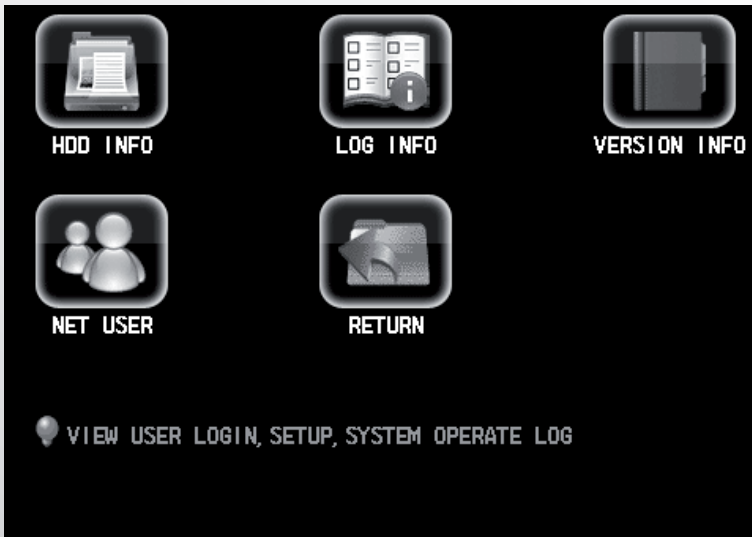 HDD INFO
LOG INFO
VERSION INFO
NET USER
RETURN
VIEW USER LOGIN, SETUP, SYSTEM OPERATE LOG